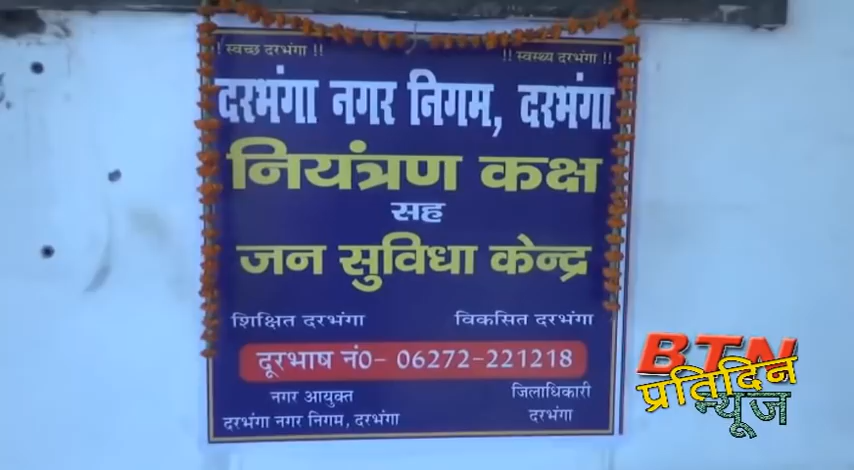 ! स्वच्छ दरभंगा !! !! स्वस्थ्य दरभंगा !!
दरभंगा नगर निगम, दरभंगा
नियंत्रण कक्ष
सह
जन सुविधा केन्द्र
शिक्षित दरभंगा विकसित दरभंगा
दूरभाष नं0- 06272-221218
नगर आयुक्त जिलाधिकारी
दरभंगा नगर निगम, दरभंगा दरभंगा
BTN
प्रतिदिन
न्यूज